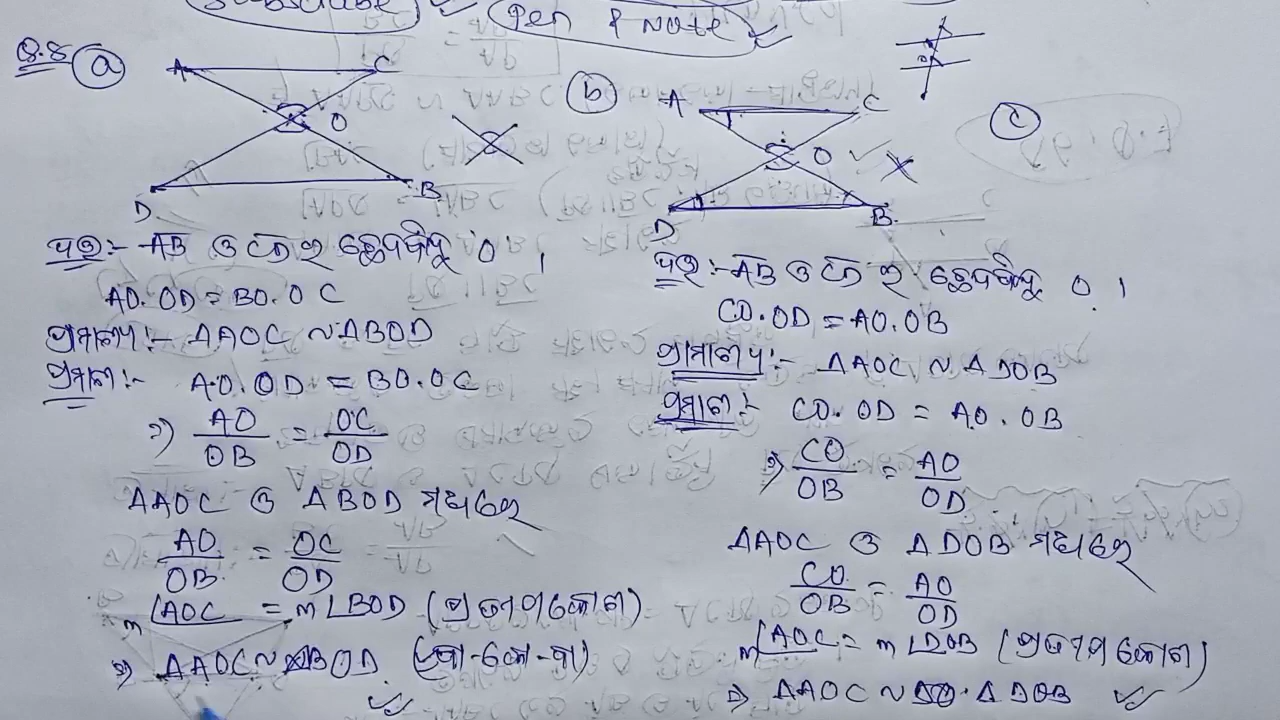 Subscribe
Pen & Note
Q.8 ⓐ
A C
O
D B
ଦତ୍ତ :- AB ଓ CD ର ଛେଦବିନ୍ଦୁ 'O' ।
AO.OD = BO.OC
ପ୍ରାମାଣ୍ୟ :- ΔAOC ~ ΔBOD
ପ୍ରମାଣ :- AO.OD = BO.OC
⇒) AO/OB = OC/OD
ΔAOC ଓ ΔBOD ମଧ୍ୟରେ
AO/OB = OC/OD
m∠AOC = m∠BOD (ପ୍ରତୀପ କୋଣ)
⇒) ΔAOC ~ ΔBOD (ବା-କୋ-ବା)
ⓑ
A C
O
D B
ଦତ୍ତ :- AB ଓ CD ର ଛେଦବିନ୍ଦୁ O ।
CO.OD = AO.OB
ପ୍ରାମାଣ୍ୟ :- ΔAOC ~ ΔDOB
ପ୍ରମାଣ :- CO.OD = AO.OB
⇒) CO/OB = AO/OD
ΔAOC ଓ ΔDOB ମଧ୍ୟରେ
CO/OB = AO/OD
m∠AOC = m∠DOB (ପ୍ରତୀପ କୋଣ)
⇒ ΔAOC ~ ΔDOB
ⓒ